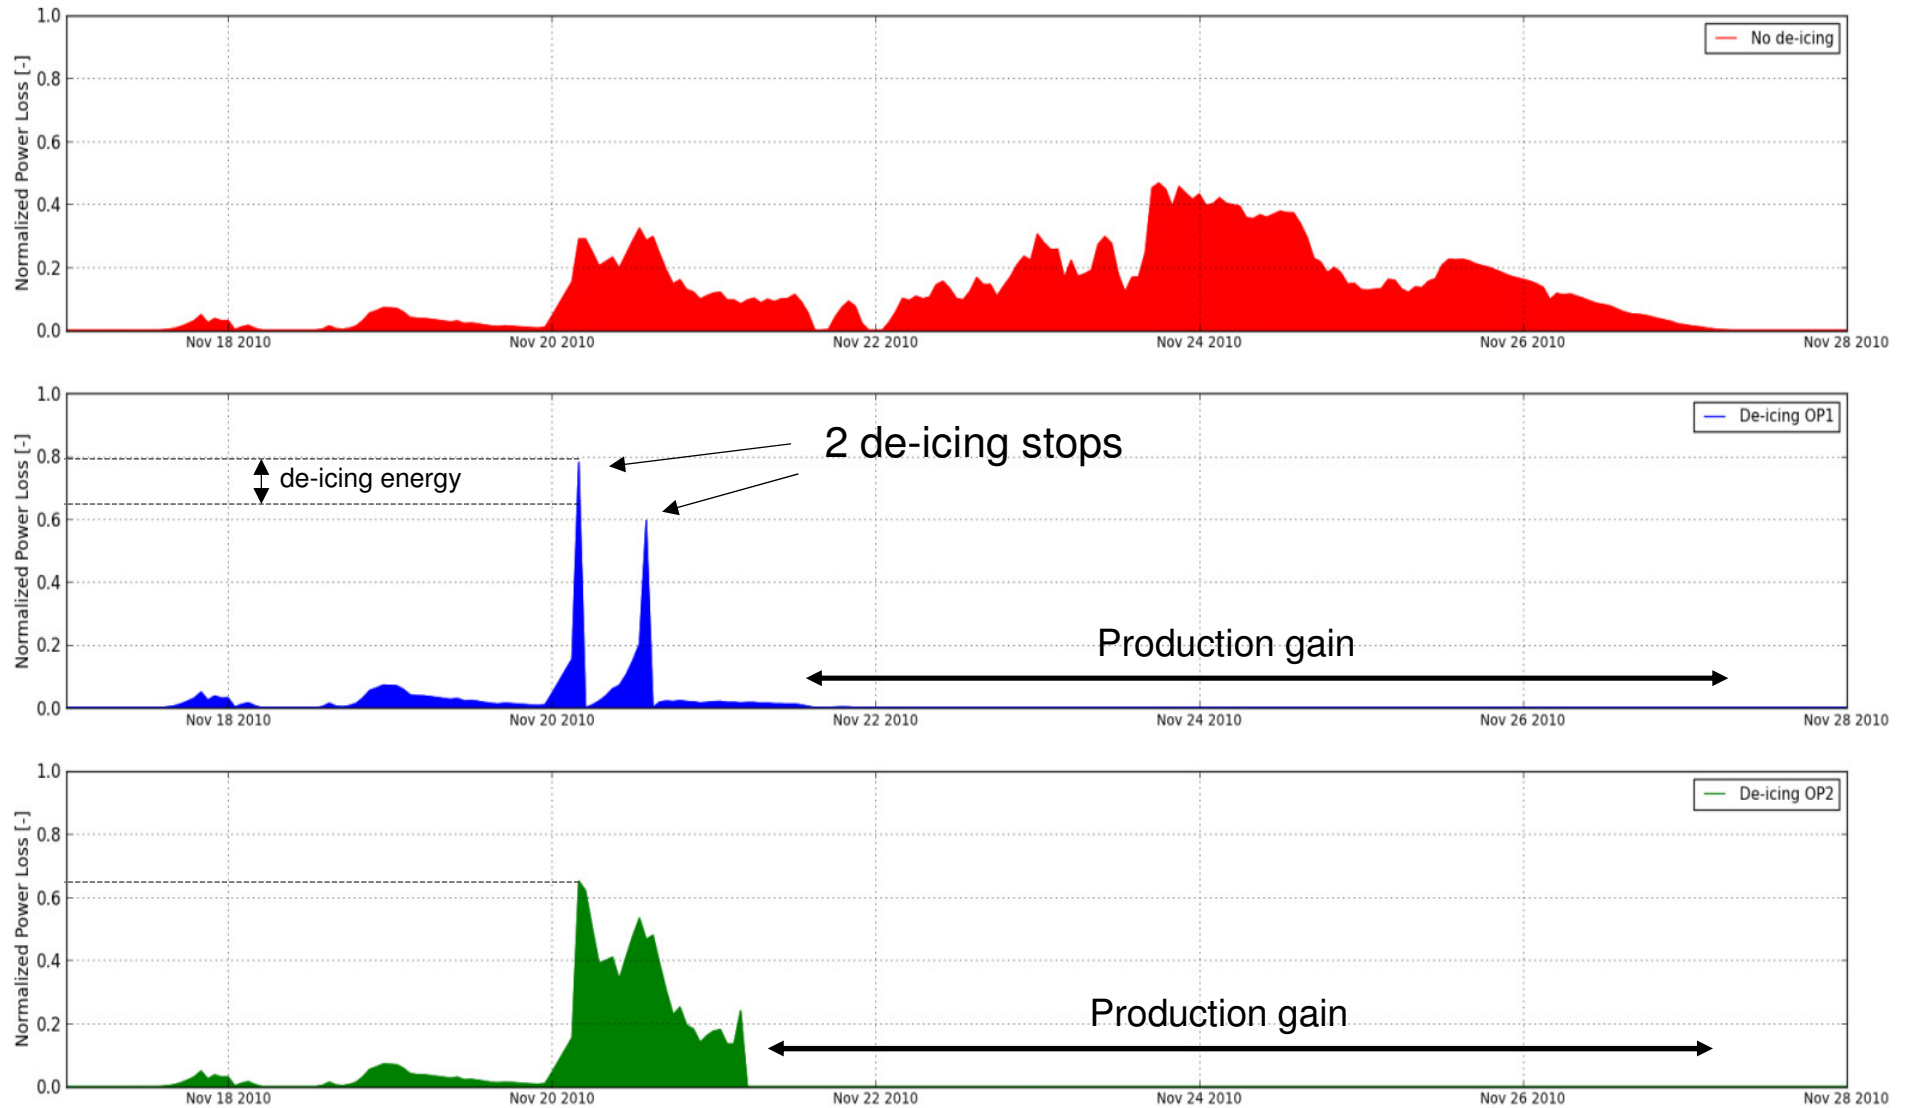 1.0
No de-icing
0.8
0.6
0.4
0.2
0.0
Normalized Power Loss [-]
Nov 18 2010 Nov 20 2010 Nov 22 2010 Nov 24 2010 Nov 26 2010 Nov 28 2010
1.0
De-icing OP1
2 de-icing stops
0.8
de-icing energy
0.6
0.4
Production gain
0.2
0.0
Normalized Power Loss [-]
Nov 18 2010 Nov 20 2010 Nov 22 2010 Nov 24 2010 Nov 26 2010 Nov 28 2010
1.0
De-icing OP2
0.8
0.6
0.4
Production gain
0.2
0.0
Normalized Power Loss [-]
Nov 18 2010 Nov 20 2010 Nov 22 2010 Nov 24 2010 Nov 26 2010 Nov 28 2010